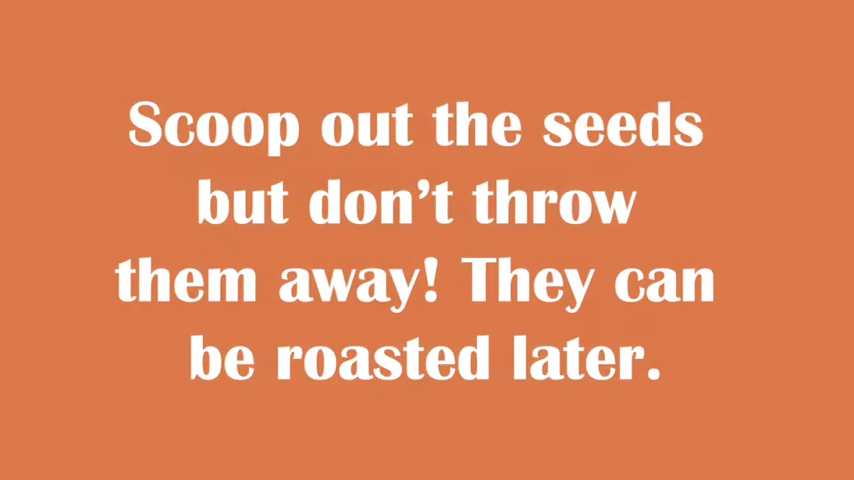 Scoop out the seeds
but don’t throw
them away! They can
be roasted later.